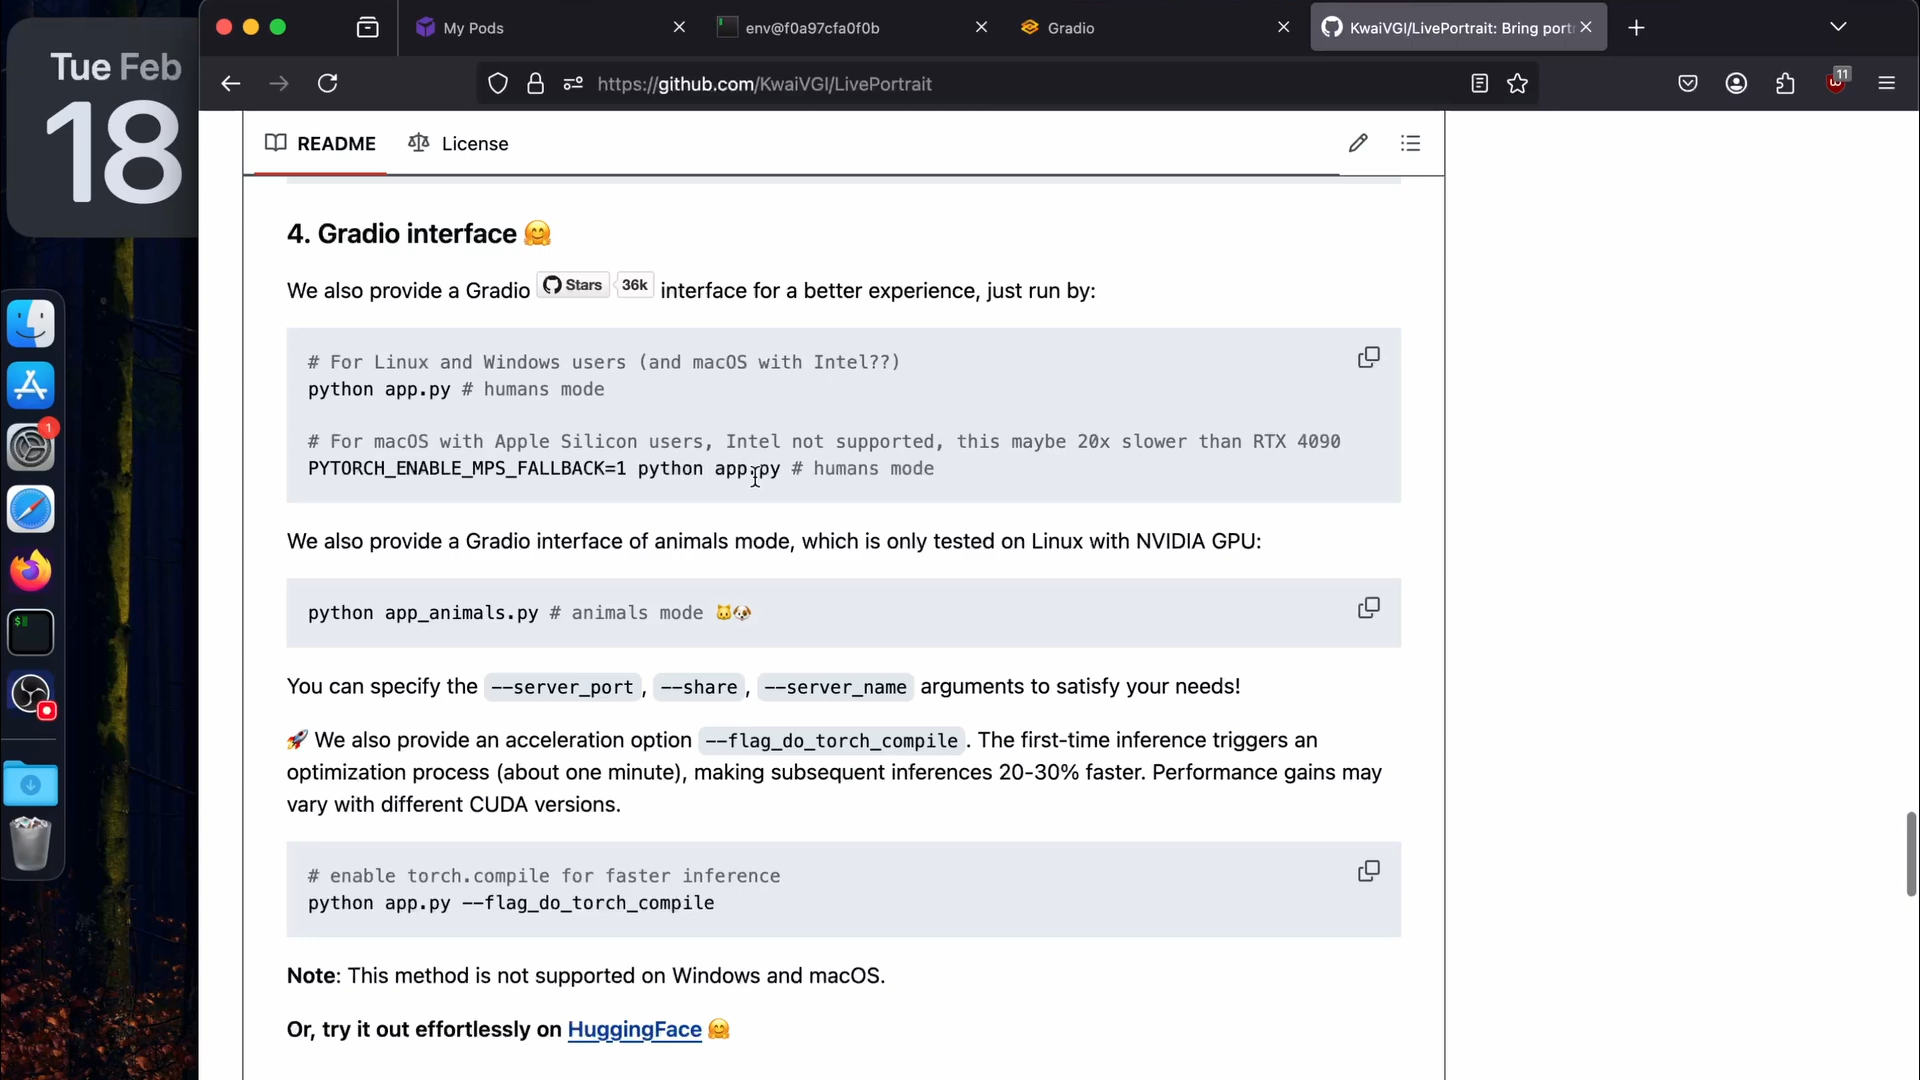 Tue Feb
18
My Pods
env@f0a97cfa0f0b
Gradio
KwaiVGI/LivePortrait: Bring port
https://github.com/KwaiVGI/LivePortrait
11
README
License
4. Gradio interface 🤗
We also provide a Gradio Stars 36k interface for a better experience, just run by:
# For Linux and Windows users (and macOS with Intel??)
python app.py # humans mode
# For macOS with Apple Silicon users, Intel not supported, this maybe 20x slower than RTX 4090
PYTORCH_ENABLE_MPS_FALLBACK=1 python app.py # humans mode
We also provide a Gradio interface of animals mode, which is only tested on Linux with NVIDIA GPU:
python app_animals.py # animals mode 🐱🐶
You can specify the --server_port, --share, --server_name arguments to satisfy your needs!
🚀 We also provide an acceleration option --flag_do_torch_compile. The first-time inference triggers an
optimization process (about one minute), making subsequent inferences 20-30% faster. Performance gains may
vary with different CUDA versions.
# enable torch.compile for faster inference
python app.py --flag_do_torch_compile
Note: This method is not supported on Windows and macOS.
Or, try it out effortlessly on HuggingFace 🤗
1
$